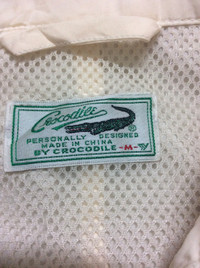 Crocodile
®
PERSONALLY DESIGNED
MADE IN CHINA
BY CROCODILE -M-